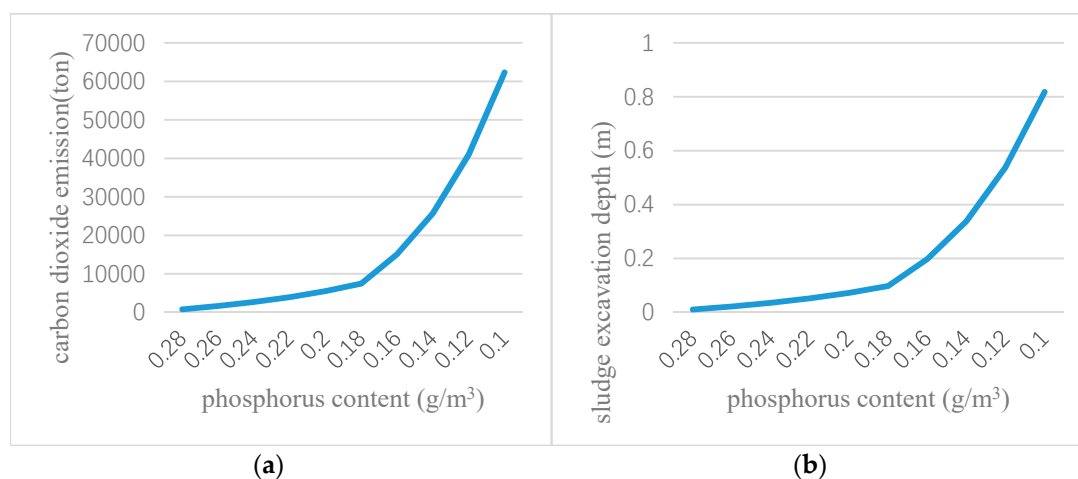 carbon dioxide emission(ton)
70000
60000
50000
40000
30000
20000
10000
0
0.28 0.26 0.24 0.22 0.2 0.18 0.16 0.14 0.12 0.1
phosphorus content (g/m³)
(a)
sludge excavation depth (m)
1
0.8
0.6
0.4
0.2
0
0.28 0.26 0.24 0.22 0.2 0.18 0.16 0.14 0.12 0.1
phosphorus content (g/m³)
(b)